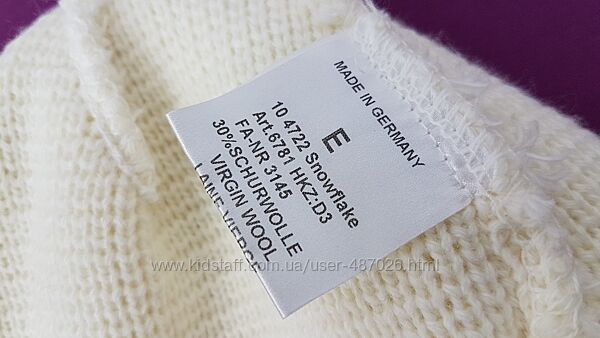 MADE IN GERMANY
E
10 4722 Snowflake
Art.6781 HKZ:D3
FA-NR 3145
30%SCHURWOLLE
VIRGIN WOOL
LAINE
www.kidstaff.com.ua/user-487026.html